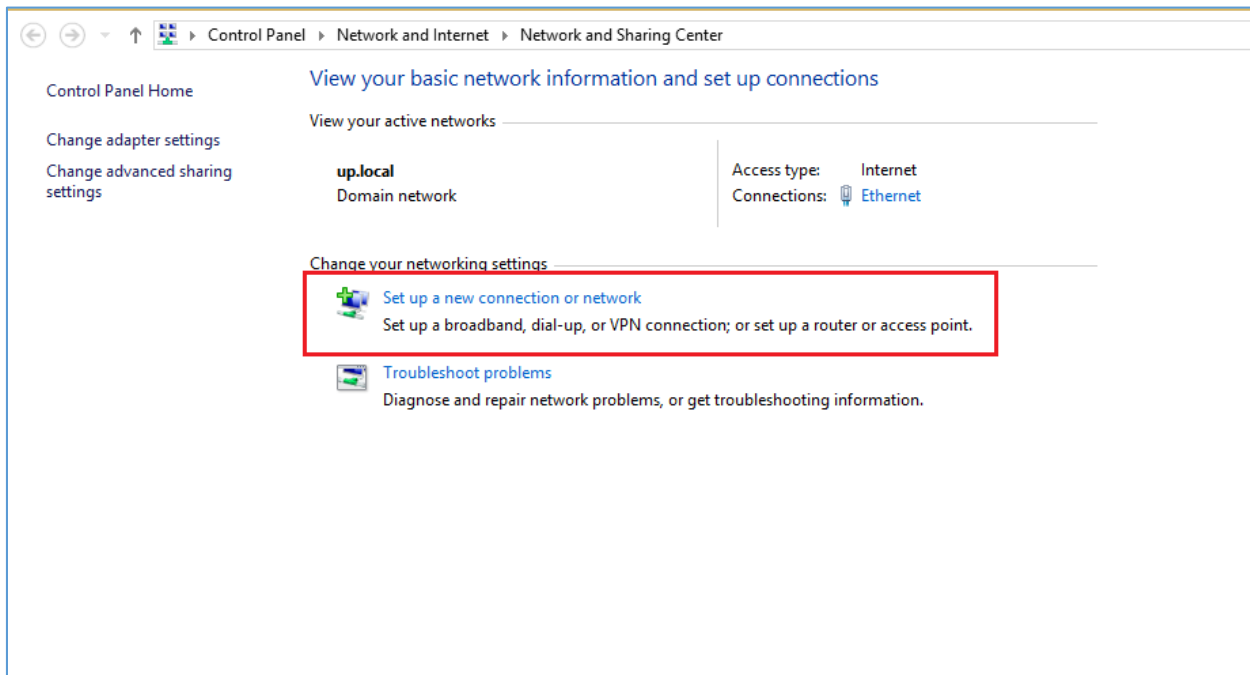 Control Panel Network and Internet Network and Sharing Center
Control Panel Home
Change adapter settings
Change advanced sharing
settings
View your basic network information and set up connections
View your active networks
up.local
Domain network
Access type: Internet
Connections: Ethernet
Change your networking settings
Set up a new connection or network
Set up a broadband, dial-up, or VPN connection; or set up a router or access point.
Troubleshoot problems
Diagnose and repair network problems, or get troubleshooting information.